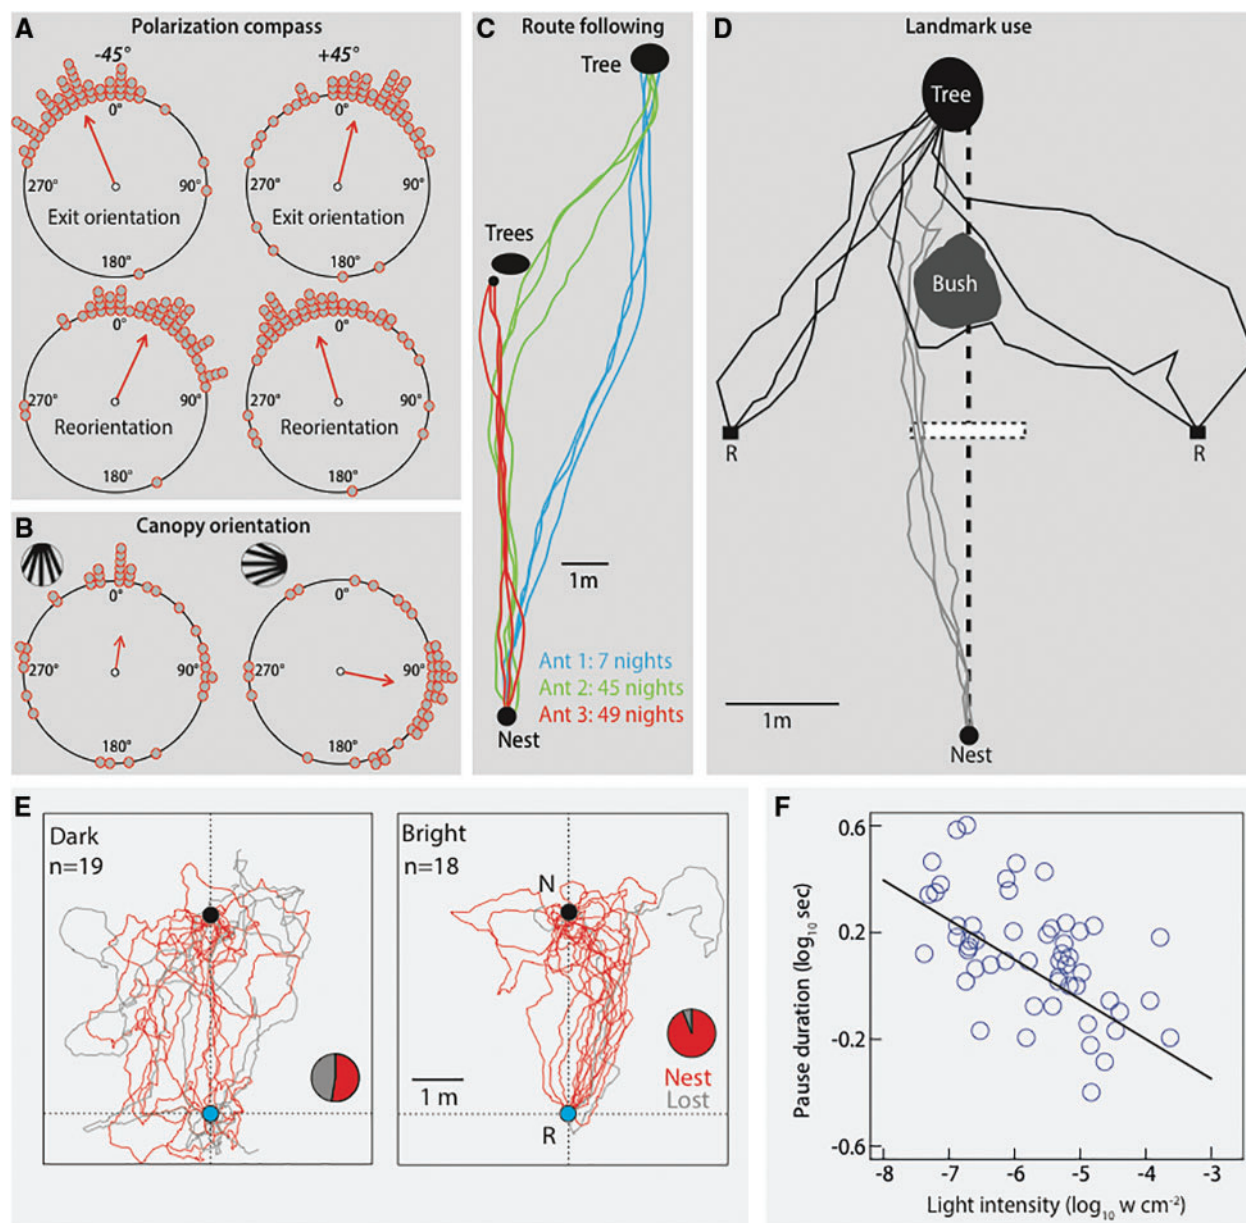 A
Polarization compass
-45°
+45°
0°
270°
90°
Exit orientation
180°
0°
270°
90°
Exit orientation
180°
0°
270°
90°
Reorientation
180°
0°
270°
90°
Reorientation
180°
B
Canopy orientation
0°
270°
90°
180°
0°
270°
90°
180°
C
Route following
Tree
Trees
1m
Ant 1: 7 nights
Ant 2: 45 nights
Ant 3: 49 nights
Nest
D
Landmark use
Tree
Bush
R
R
1m
Nest
E
Dark
n=19
Bright
n=18
N
Nest
Lost
1 m
R
F
Pause duration (log₁₀ sec)
0.6
0.2
-0.2
-0.6
-8 -7 -6 -5 -4 -3
Light intensity (log₁₀ w cm⁻²)